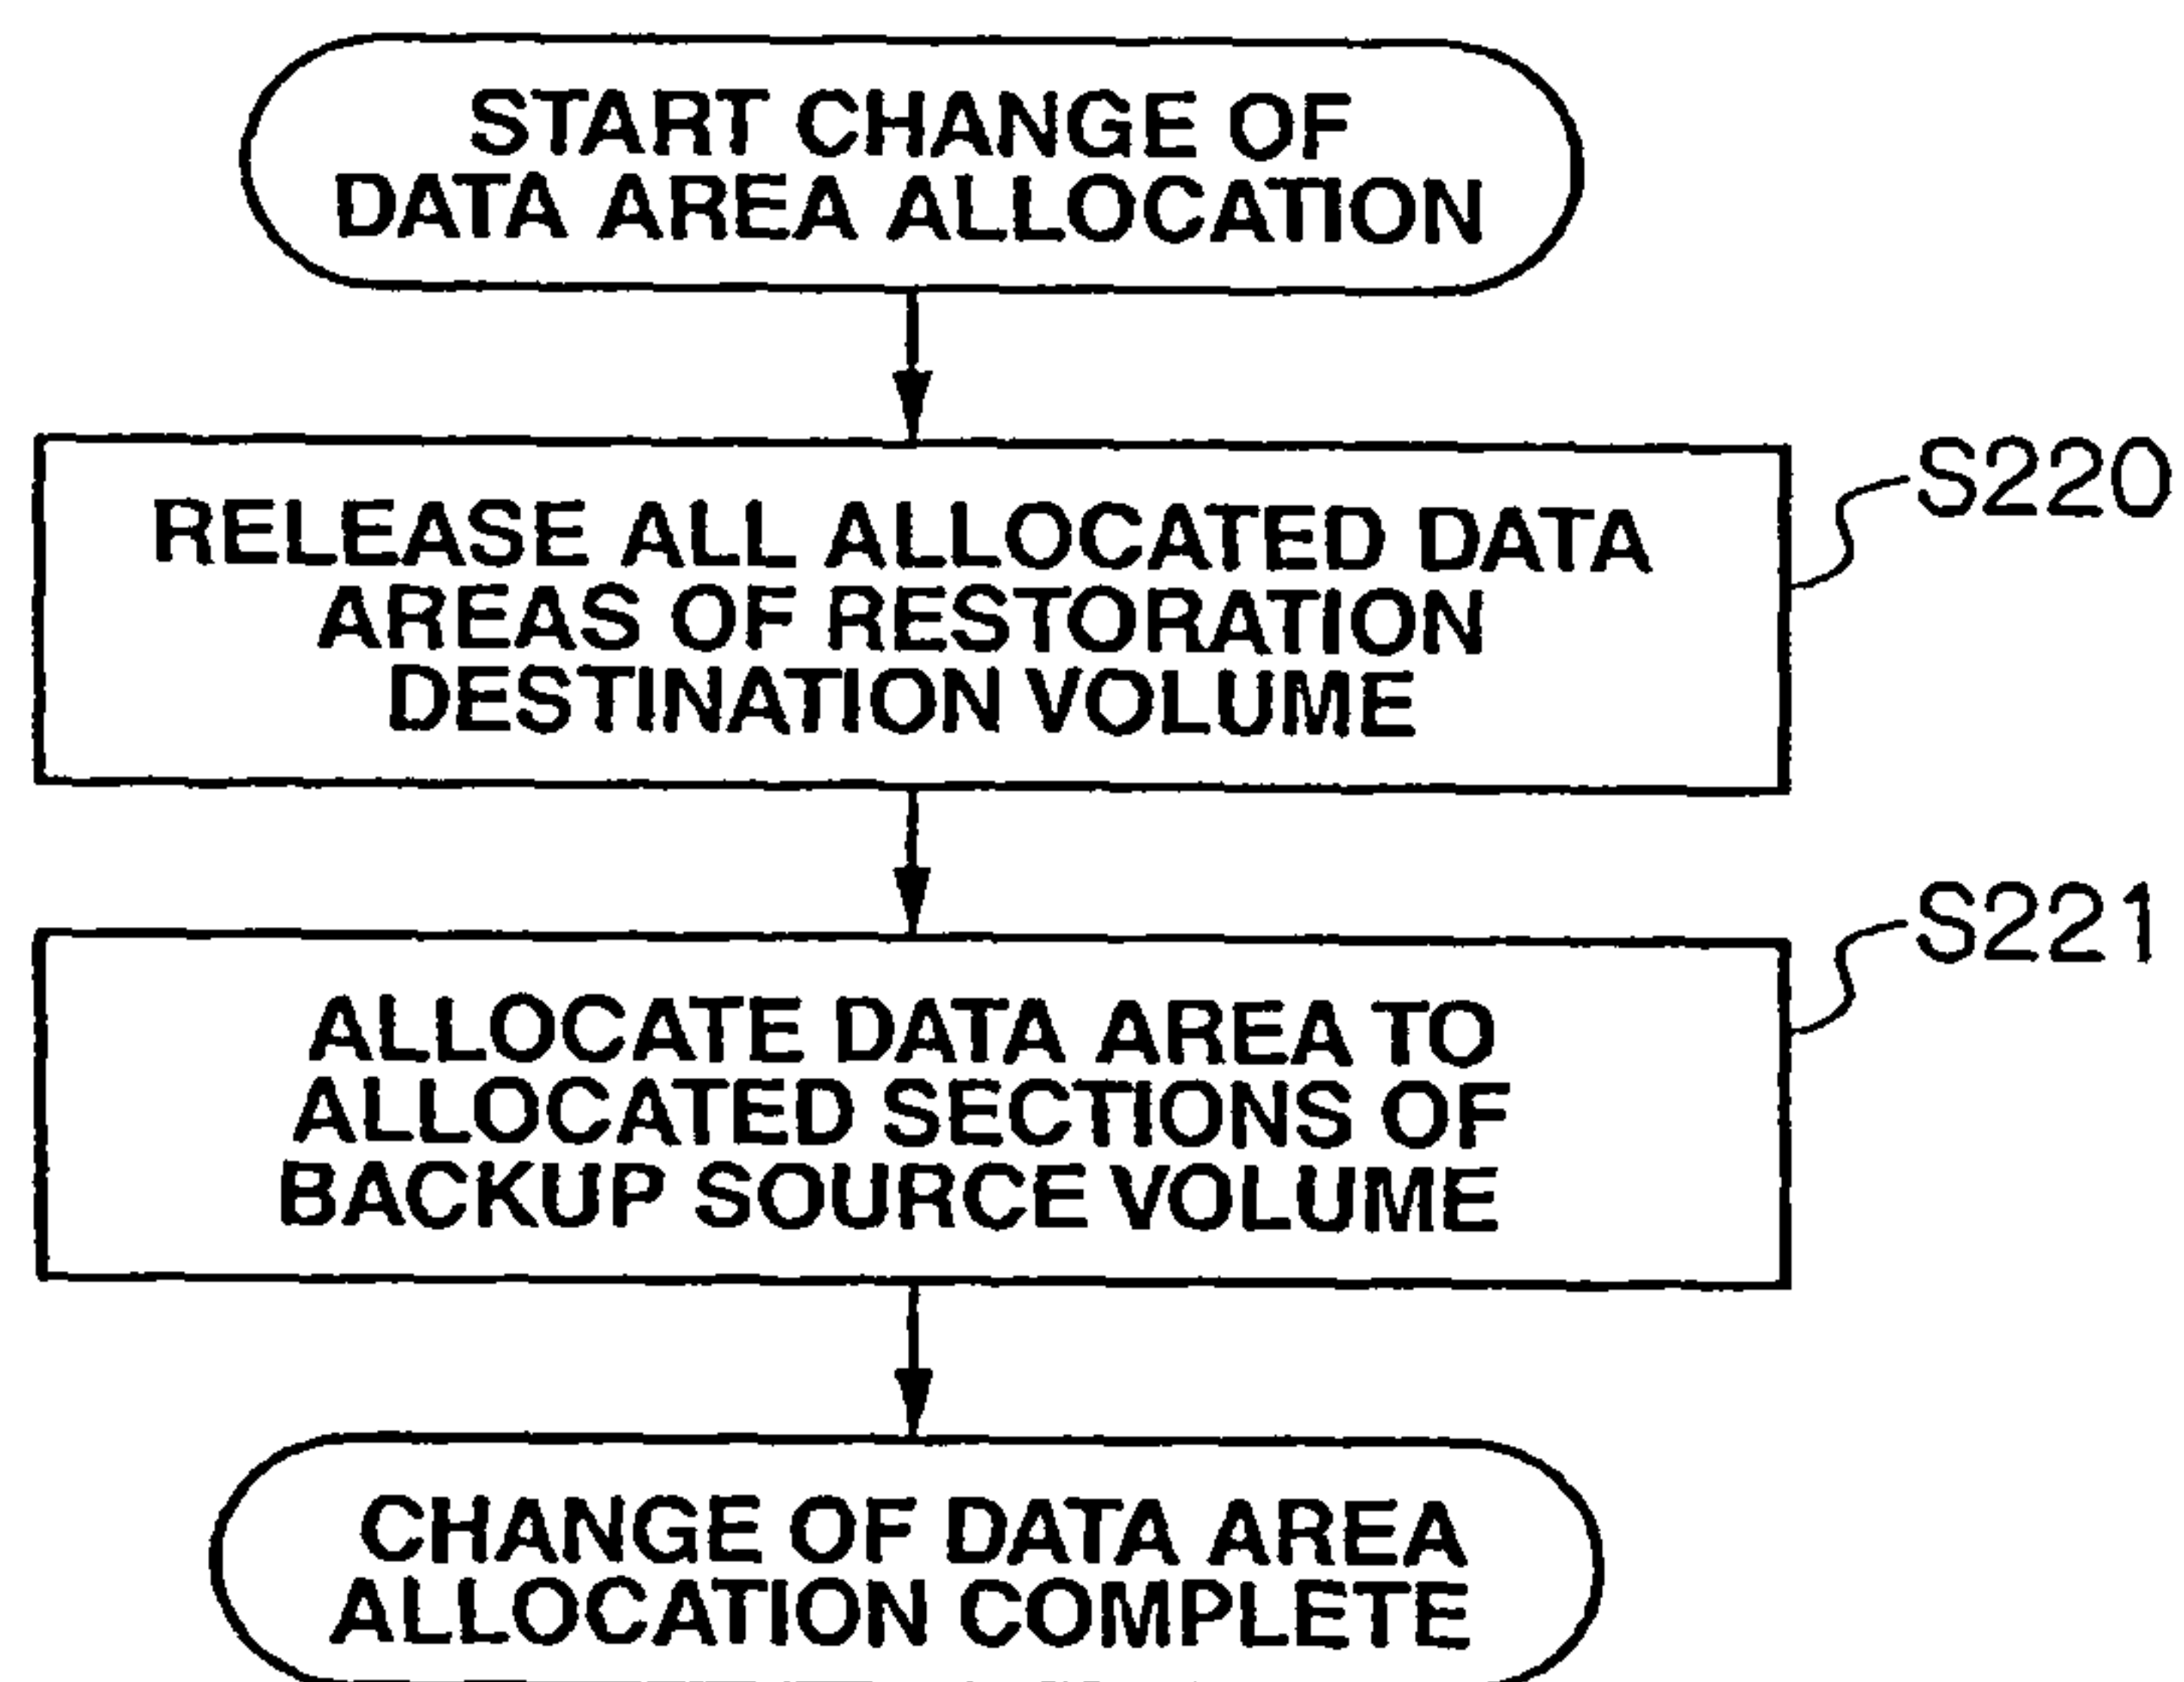 START CHANGE OF
DATA AREA ALLOCATION
S220
RELEASE ALL ALLOCATED DATA
AREAS OF RESTORATION
DESTINATION VOLUME
S221
ALLOCATE DATA AREA TO
ALLOCATED SECTIONS OF
BACKUP SOURCE VOLUME
CHANGE OF DATA AREA
ALLOCATION COMPLETE